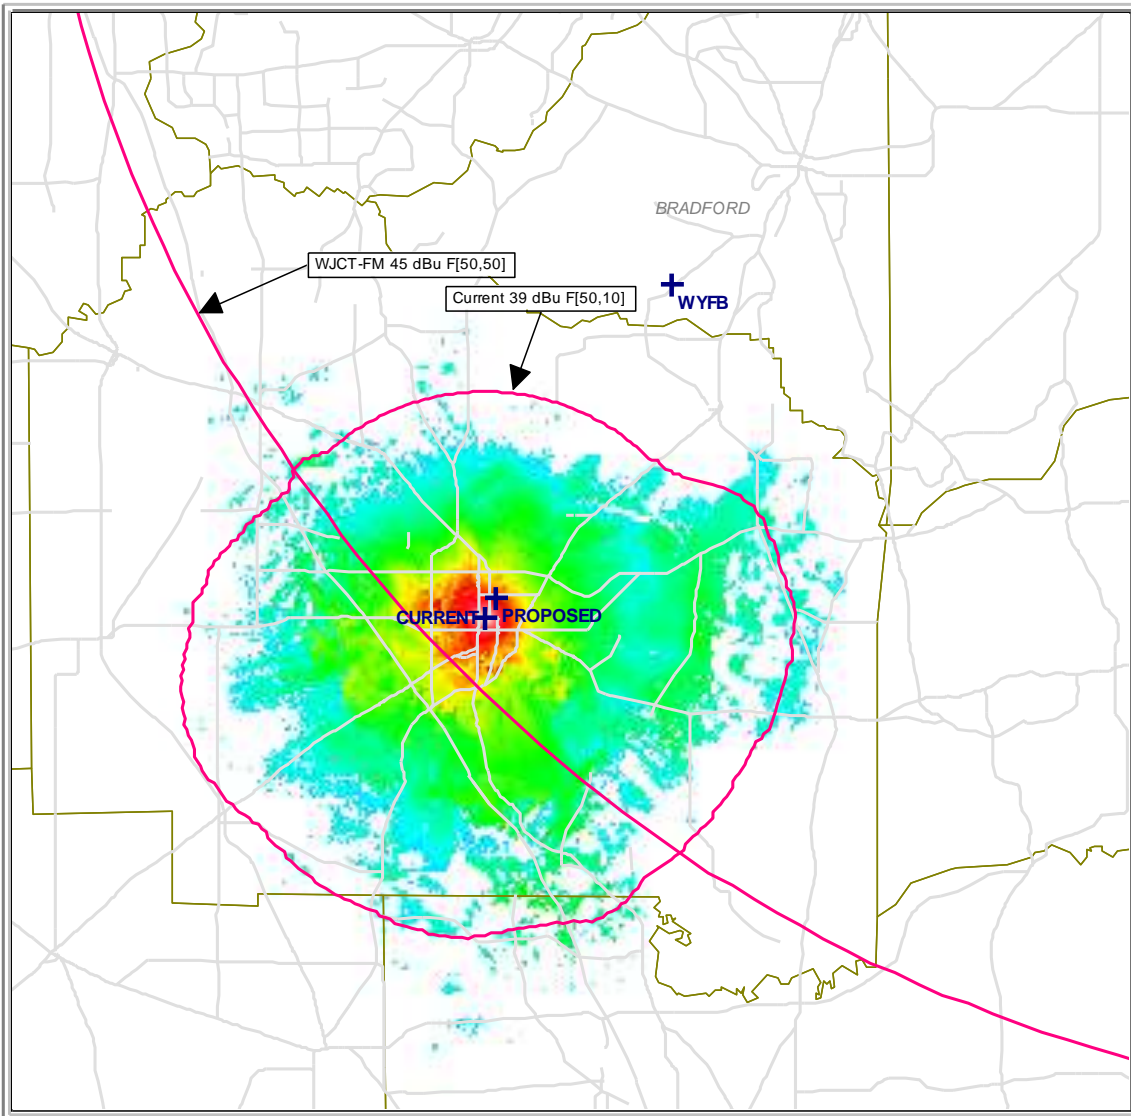 BRADFORD
WJCT-FM 45 dBu F[50,50]
Current 39 dBu F[50,10]
WYFB
CURRENT
PROPOSED